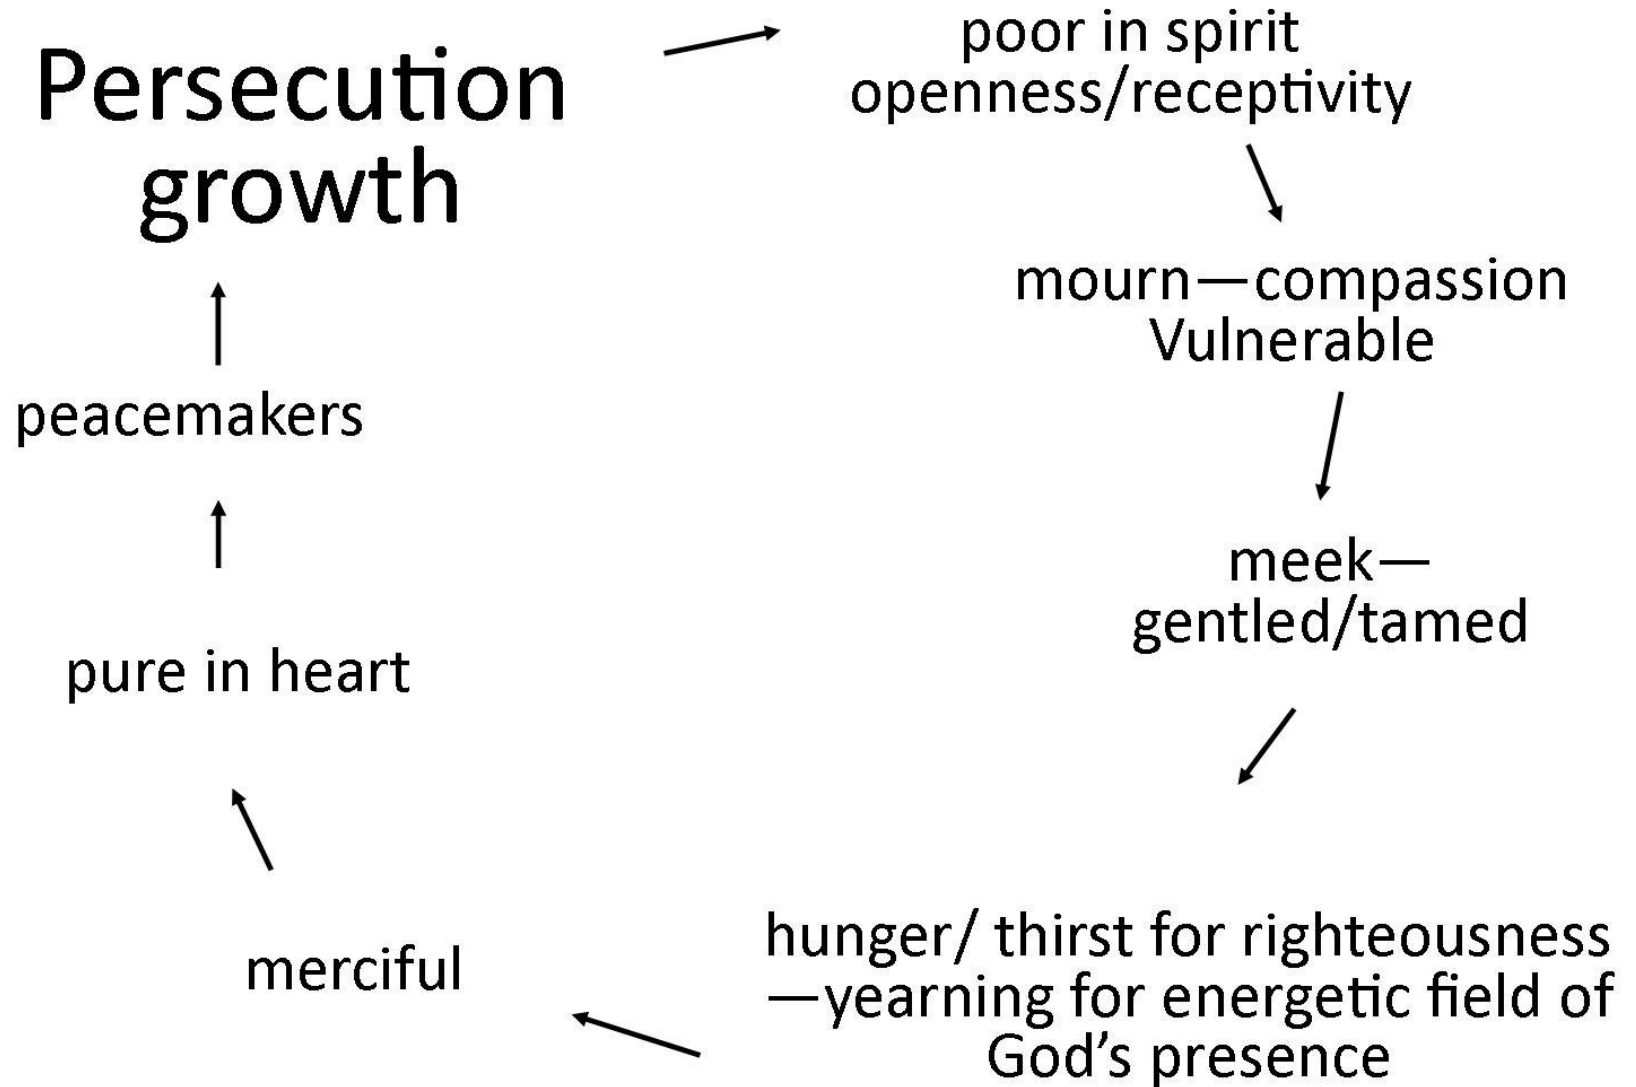 Persecution
growth
poor in spirit
openness/receptivity
mourn—compassion
Vulnerable
meek—
gentled/tamed
hunger/ thirst for righteousness
—yearning for energetic field of
God’s presence
merciful
pure in heart
peacemakers